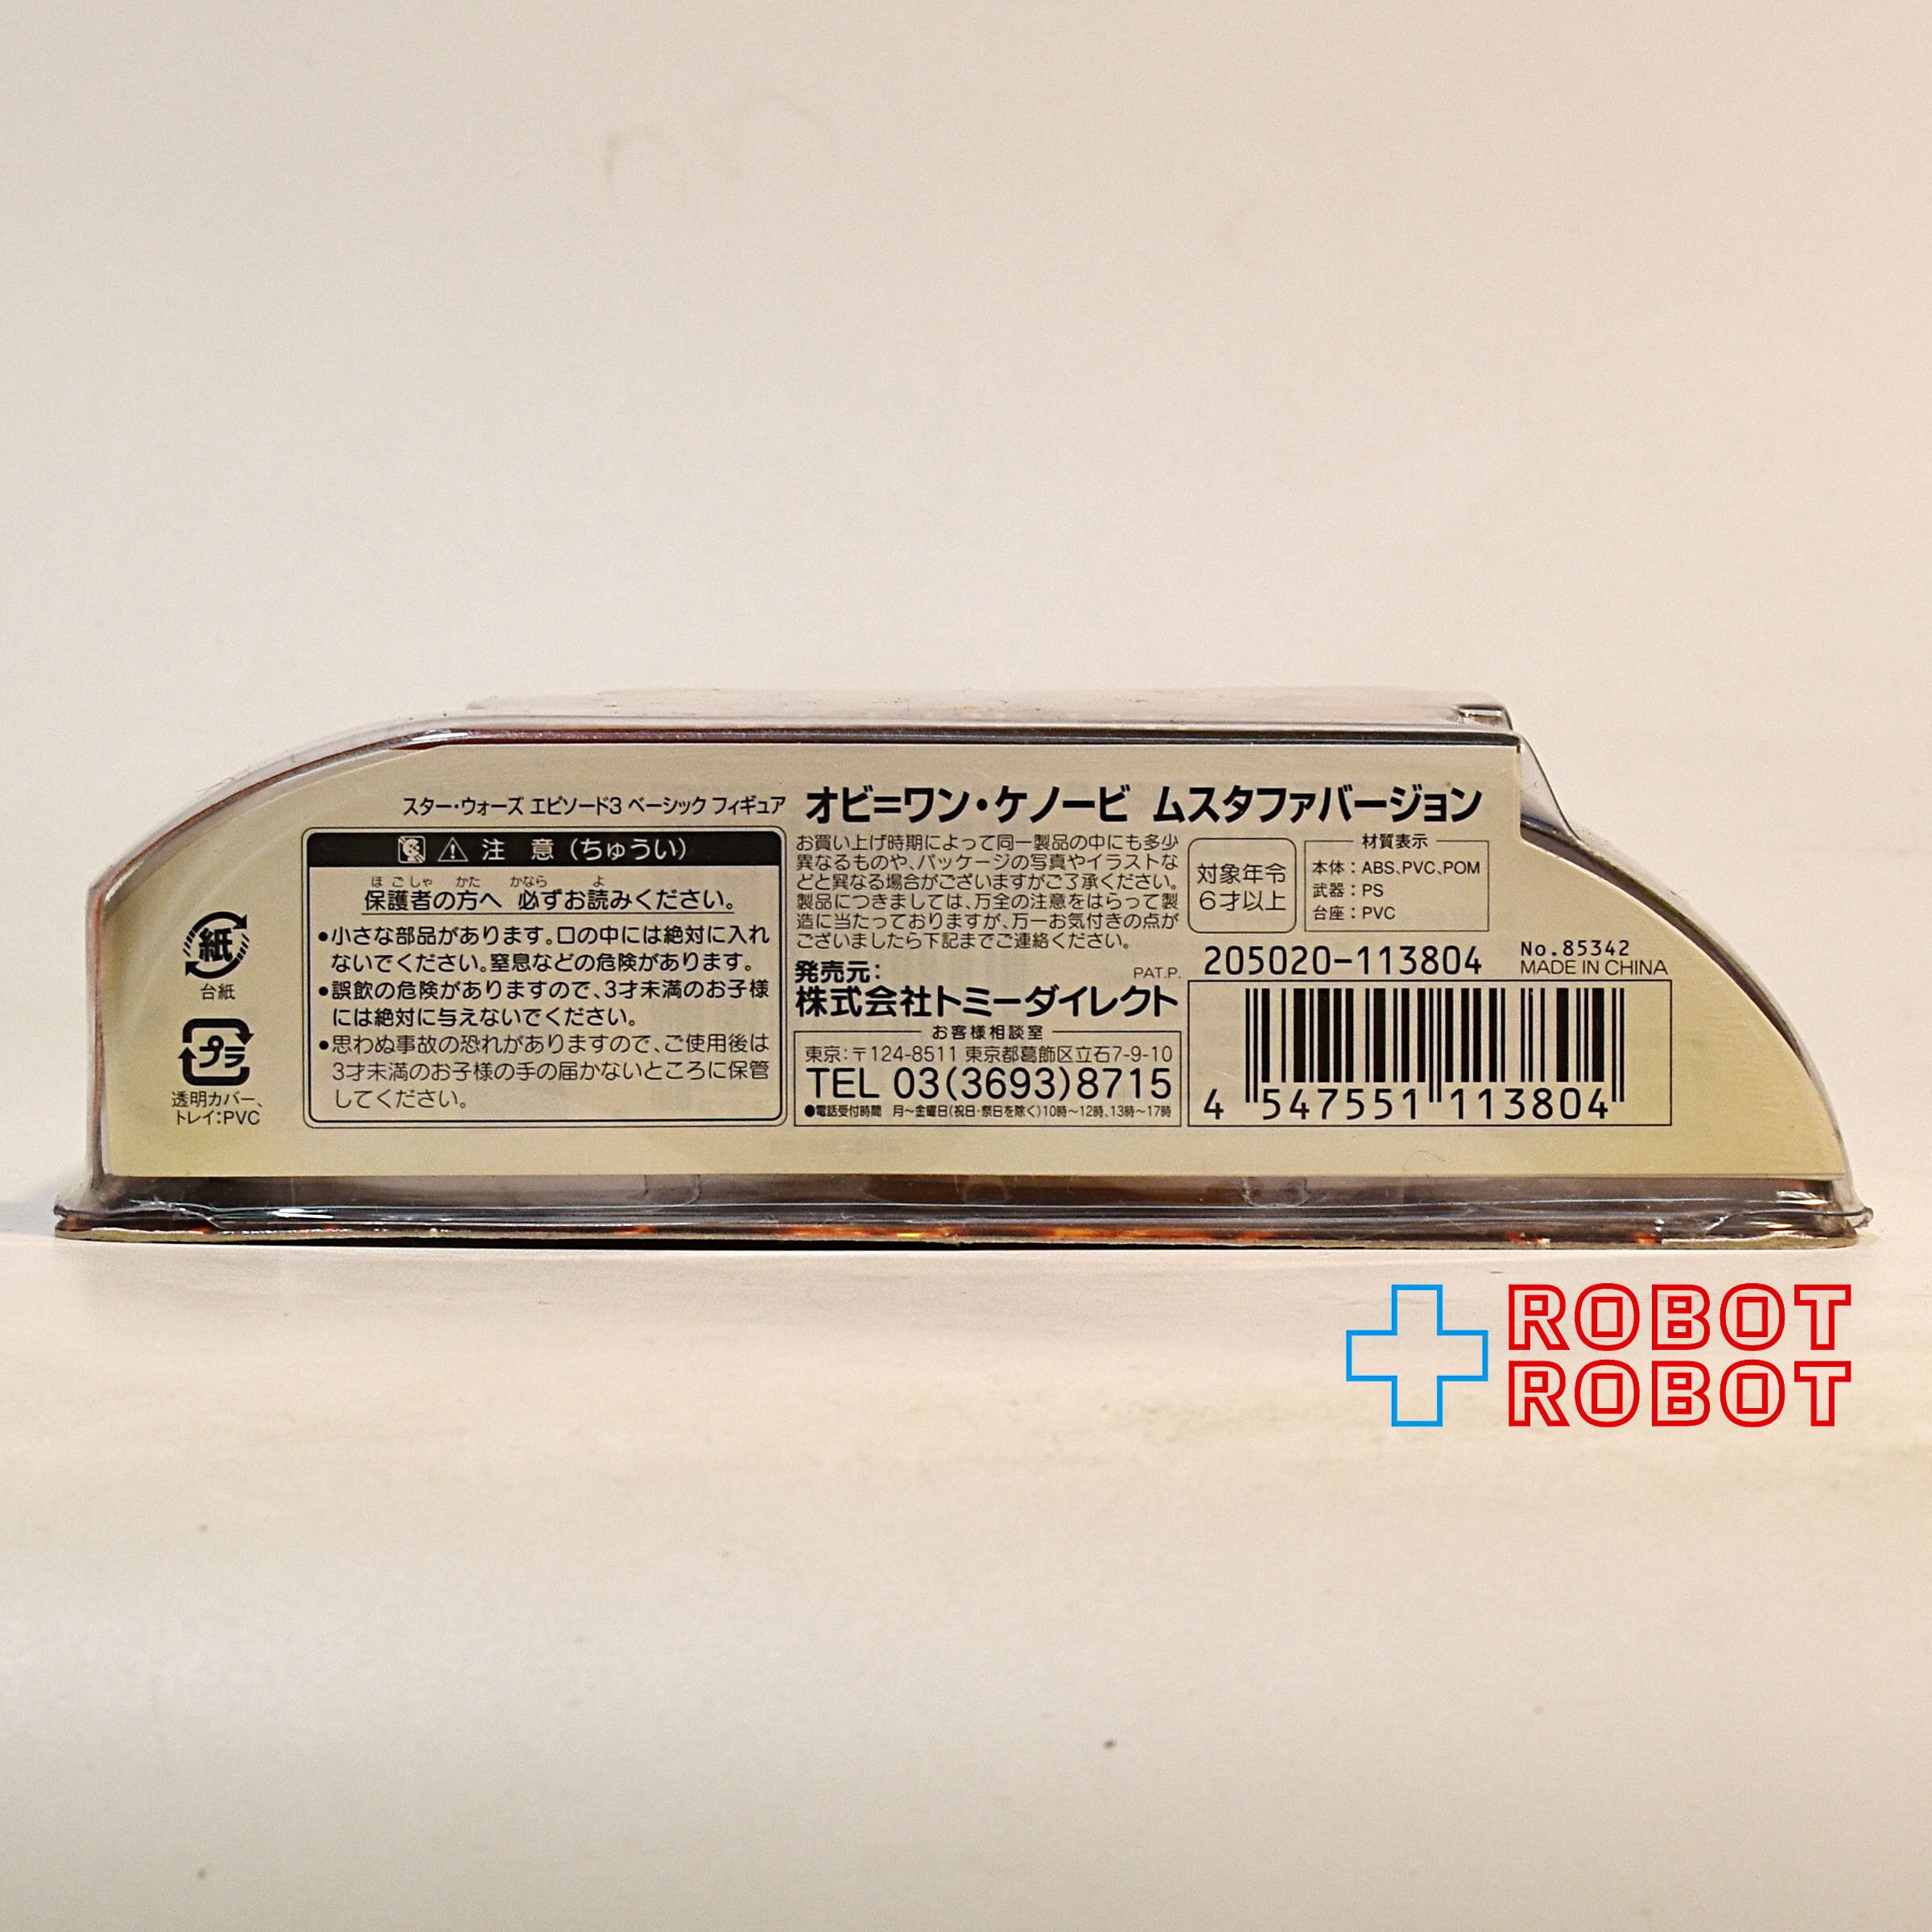 スター・ウォーズ エピソード3 ベーシック フィギュア オビ=ワン・ケノービ ムスタファバージョン
紙
台紙
プラ
透明カバー、
トレイ:PVC
注 意(ちゅうい)
ほごしゃ かた かなら よ
保護者の方へ 必ずお読みください。
●小さな部品があります。口の中には絶対に入れ
ないでください。窒息などの危険があります。
●誤飲の危険がありますので、3才未満のお子様
には絶対に与えないでください。
●思わぬ事故の恐れがありますので、ご使用後は
3才未満のお子様の手の届かないところに保管
してください。
お買い上げ時期によって同一製品の中にも多少
異なるものや、パッケージの写真やイラストな
どと異なる場合がございますがご了承ください。
製品につきましては、万全の注意をはらって製
造に当たっておりますが、万一お気付きの点が
ございましたら下記までご連絡ください。
発売元:
PAT.P.
株式会社トミーダイレクト
お客様相談室
東京:〒124-8511 東京都葛飾区立石7-9-10
TEL 03(3693)8715
●電話受付時間 月〜金曜日(祝日・祭日を除く)10時〜12時、13時〜17時
対象年令
6才以上
材質表示
本体:ABS、PVC、POM
武器:PS
台座:PVC
205020-113804
No.85342
MADE IN CHINA
4 547551 113804
ROBOT
ROBOT